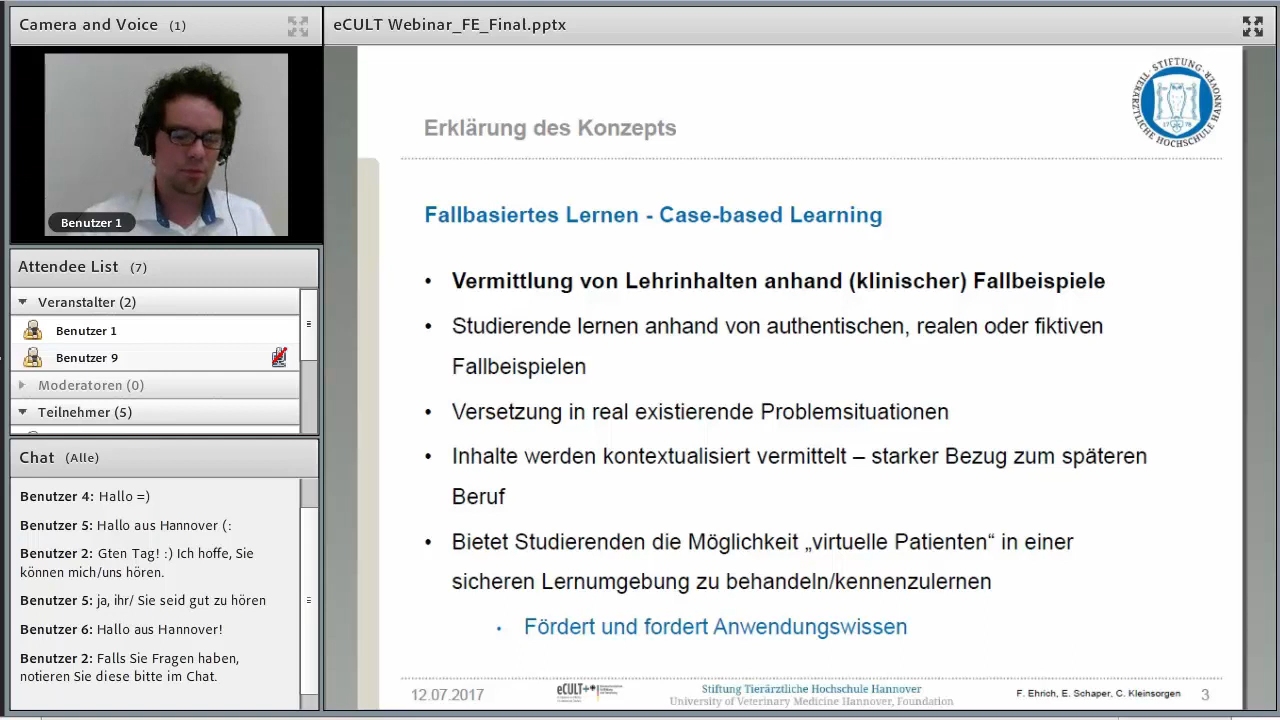 Camera and Voice (1)
Benutzer 1
Attendee List (7)
Veranstalter (2)
Benutzer 1
Benutzer 9
Moderatoren (0)
Teilnehmer (5)
Chat (Alle)
Benutzer 4: Hallo =)
Benutzer 5: Hallo aus Hannover (:
Benutzer 2: Gten Tag! :) Ich hoffe, Sie
können mich/uns hören.
Benutzer 5: ja, ihr/ Sie seid gut zu hören
Benutzer 6: Hallo aus Hannover!
Benutzer 2: Falls Sie Fragen haben,
notieren Sie diese bitte im Chat.
eCULT Webinar_FE_Final.pptx
STIFTUNG
TIERÄRZTLICHE HOCHSCHULE HANNOVER
1778
Erklärung des Konzepts
Fallbasiertes Lernen - Case-based Learning
• Vermittlung von Lehrinhalten anhand (klinischer) Fallbeispiele
• Studierende lernen anhand von authentischen, realen oder fiktiven
Fallbeispielen
• Versetzung in real existierende Problemsituationen
• Inhalte werden kontextualisiert vermittelt – starker Bezug zum späteren
Beruf
• Bietet Studierenden die Möglichkeit „virtuelle Patienten“ in einer
sicheren Lernumgebung zu behandeln/kennenzulernen
• Fördert und fordert Anwendungswissen
12.07.2017
eCULT+
Stiftung Tierärztliche Hochschule Hannover
University of Veterinary Medicine Hannover, Foundation
F. Ehrich, E. Schaper, C. Kleinsorgen
3